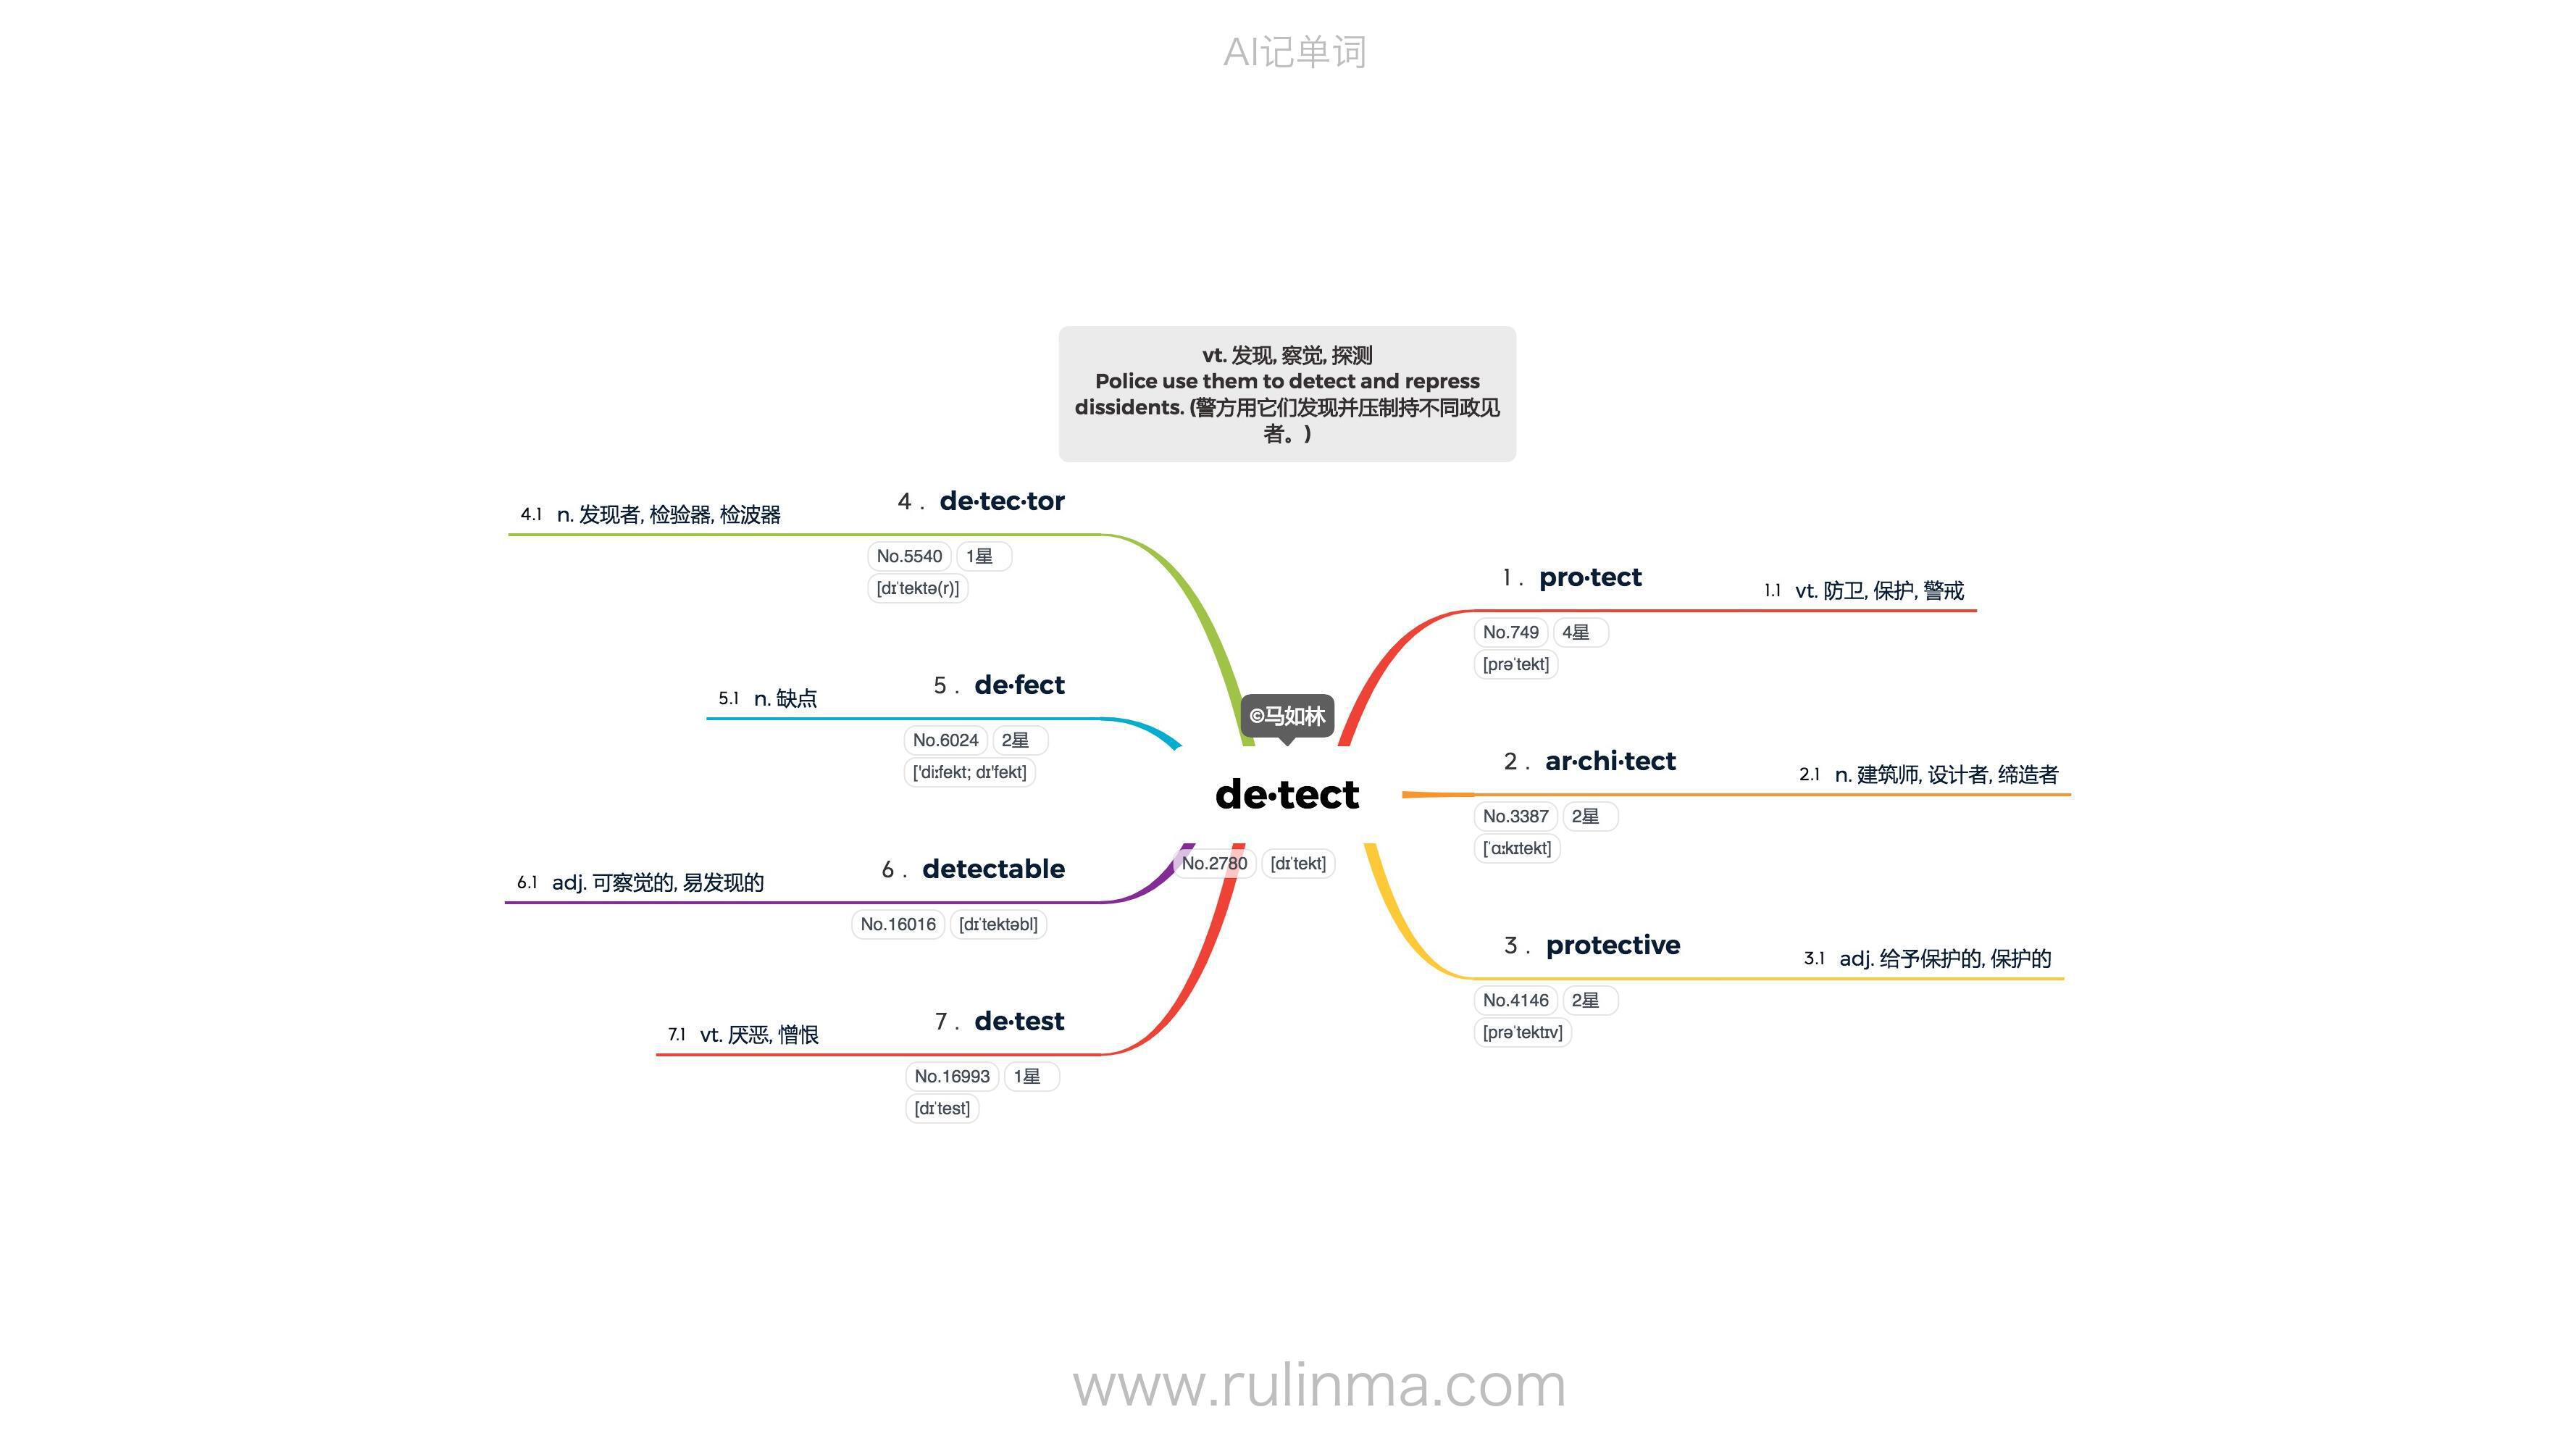 AI记单词
vt. 发现, 察觉, 探测
Police use them to detect and repress
dissidents. (警方用它们发现并压制持不同政见
者。)
©马如林
de·tect
No.2780 [dɪˈtekt]
1 . pro·tect
1.1 vt. 防卫, 保护, 警戒
No.749 4星
[prəˈtekt]
2 . ar·chi·tect
2.1 n. 建筑师, 设计者, 缔造者
No.3387 2星
[ˈɑːkɪtekt]
3 . protective
3.1 adj. 给予保护的, 保护的
No.4146 2星
[prəˈtektɪv]
4 . de·tec·tor
4.1 n. 发现者, 检验器, 检波器
No.5540 1星
[dɪˈtektə(r)]
5 . de·fect
5.1 n. 缺点
No.6024 2星
['diːfekt; dɪ'fekt]
6 . detectable
6.1 adj. 可察觉的, 易发现的
No.16016 [dɪˈtektəbl]
7 . de·test
7.1 vt. 厌恶, 憎恨
No.16993 1星
[dɪˈtest]
www.rulinma.com